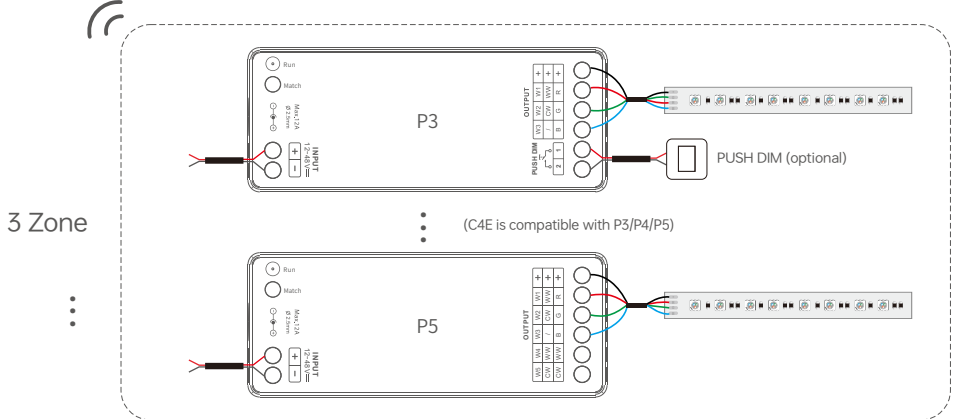 3 Zone
Run
Match
Max,12A
Ø 2.5mm
INPUT
12-48V
+
−
P3
OUTPUT
+ + +
W1 WW R
W2 CW G
W3 / B
PUSH DIM
1
2
PUSH DIM (optional)
(C4E is compatible with P3/P4/P5)
Run
Match
Max,12A
Ø 2.5mm
INPUT
12-48V
+
−
P5
OUTPUT
+ + +
W1 WW R
W2 CW G
W3 / B
W4 WW WW
W5 CW CW